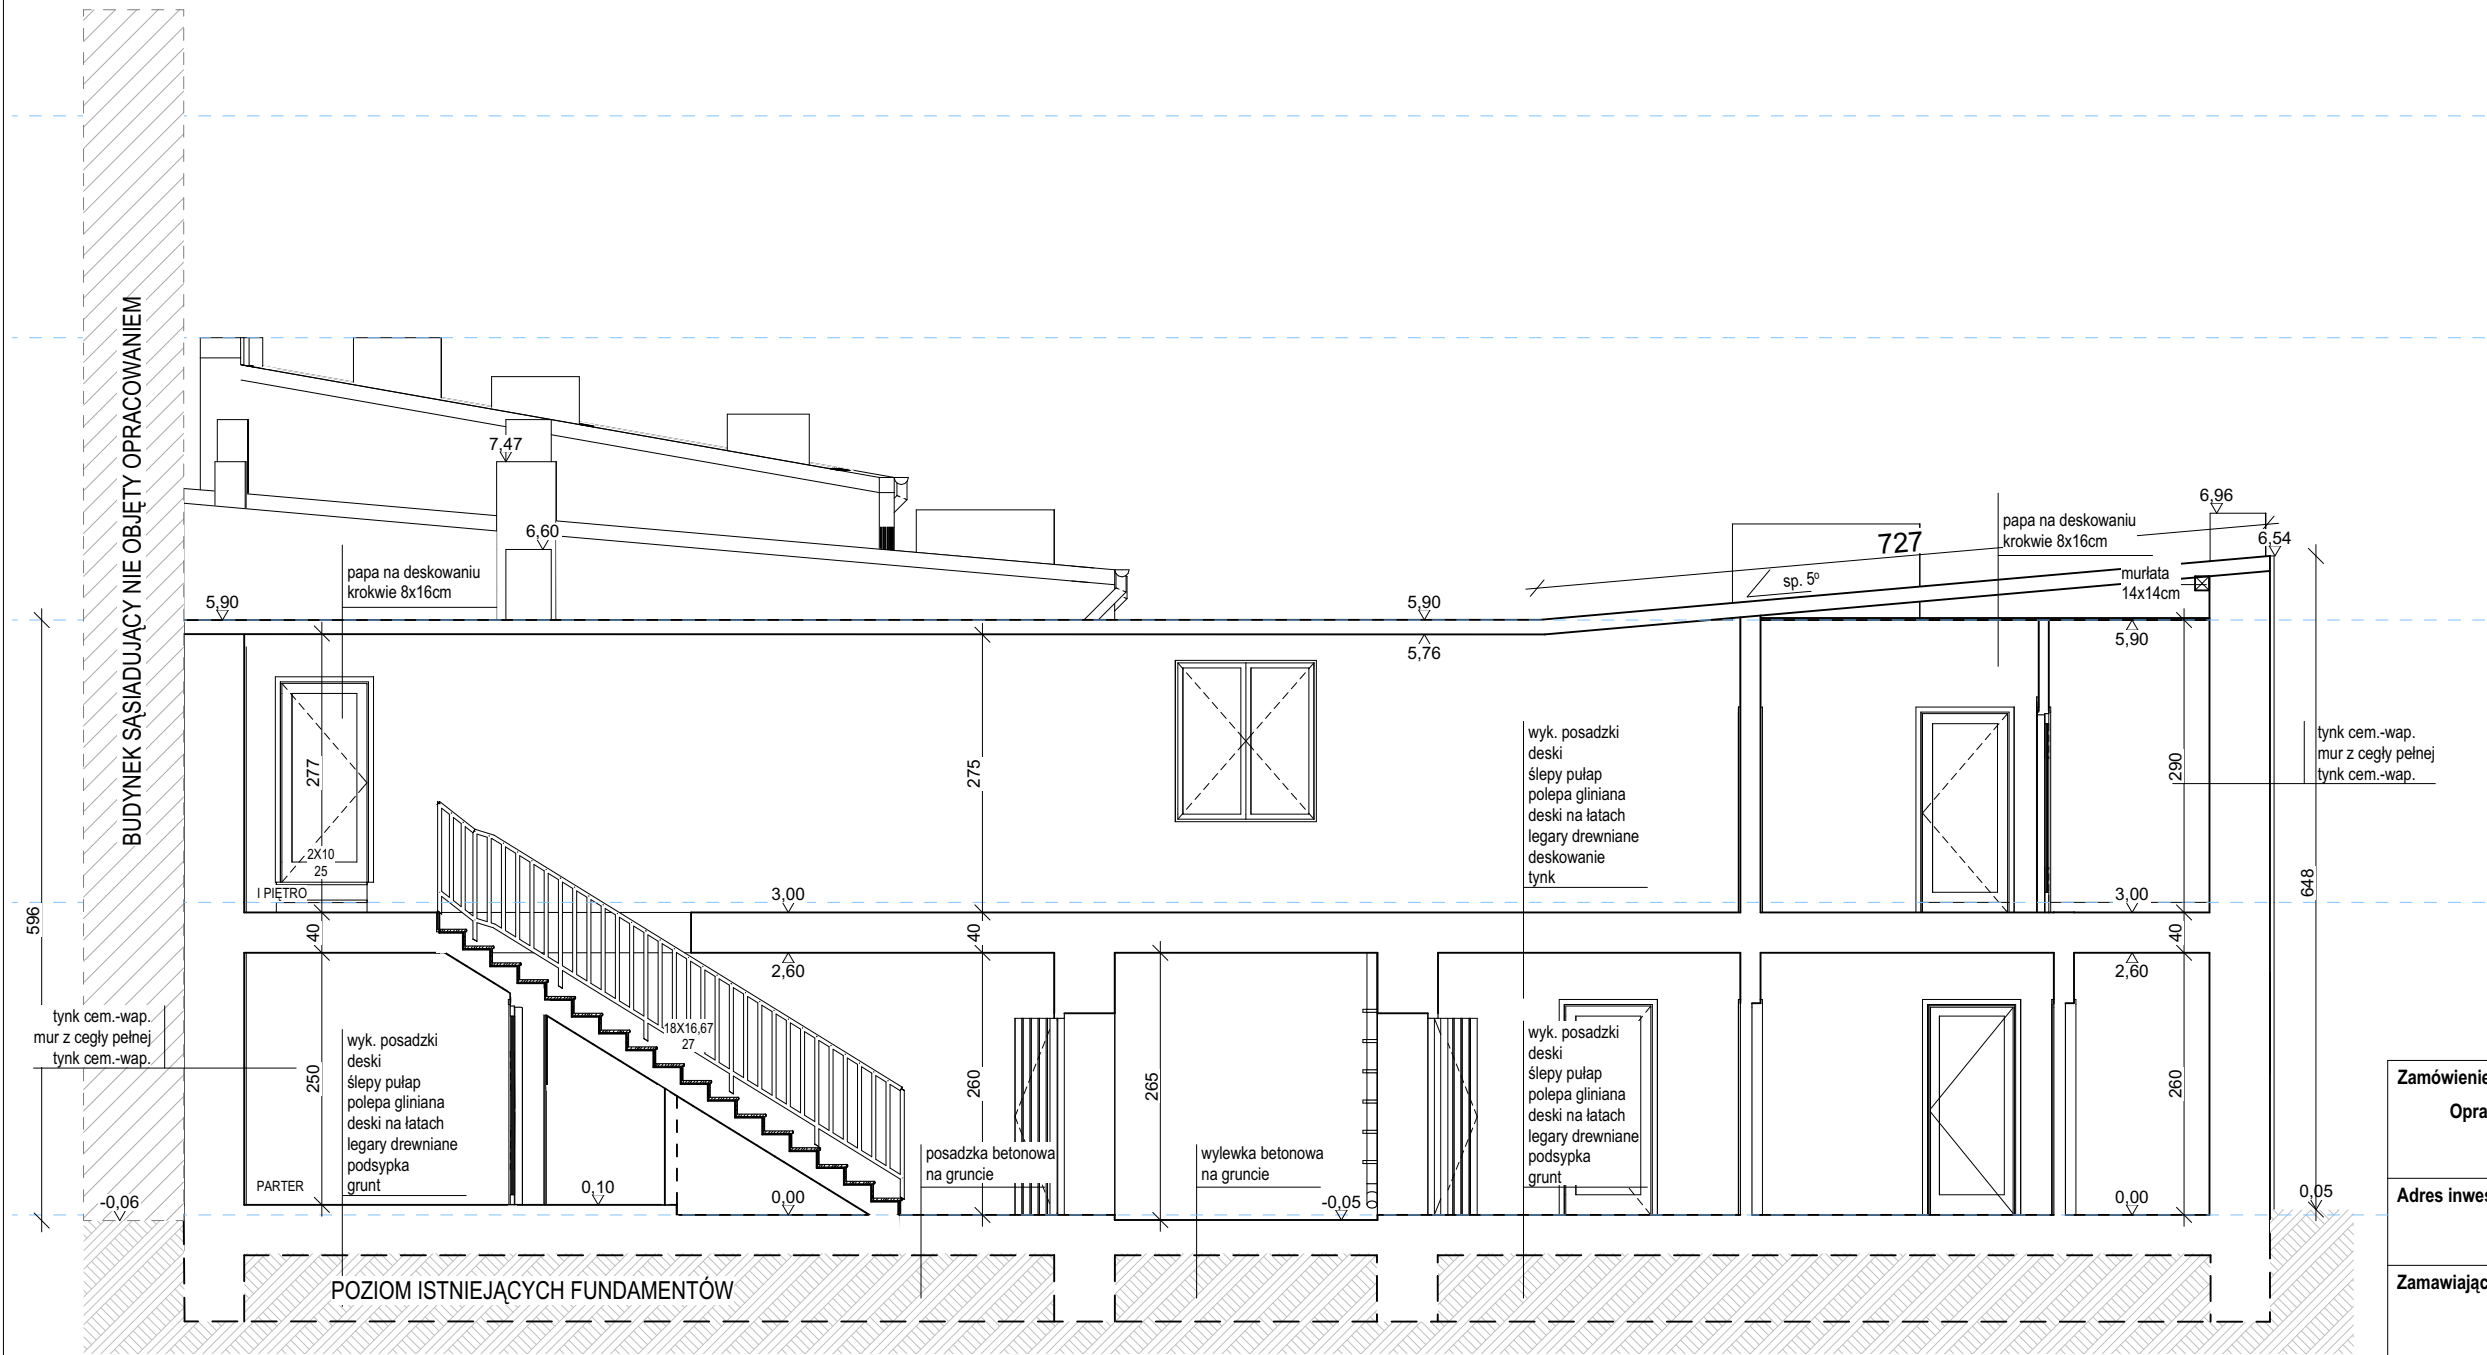 BUDYNEK SĄSIADUJĄCY NIE OBJĘTY OPRACOWANIEM
7,47
6,60
5,90
papa na deskowaniu
krokwie 8x16cm
5,90
5,76
727
sp. 5º
papa na deskowaniu
krokwie 8x16cm
6,96
6,54
murłata
14x14cm
5,90
277
2X10
25
I PIĘTRO
275
wyk. posadzki
deski
ślepy pułap
polepa gliniana
deski na łatach
legary drewniane
deskowanie
tynk
290
tynk cem.-wap.
mur z cegły pełnej
tynk cem.-wap.
648
596
40
3,00
2,60
40
3,00
2,60
40
tynk cem.-wap.
mur z cegły pełnej
tynk cem.-wap.
250
wyk. posadzki
deski
ślepy pułap
polepa gliniana
deski na łatach
legary drewniane
podsypka
grunt
PARTER
-0,06
0,10
18X16,67
27
0,00
260
posadzka betonowa
na gruncie
265
wylewka betonowa
na gruncie
-0,05
wyk. posadzki
deski
ślepy pułap
polepa gliniana
deski na łatach
legary drewniane
podsypka
grunt
0,00
260
0,05
POZIOM ISTNIEJĄCYCH FUNDAMENTÓW
Zamówienie
Opra
Adres inwes
Zamawiając